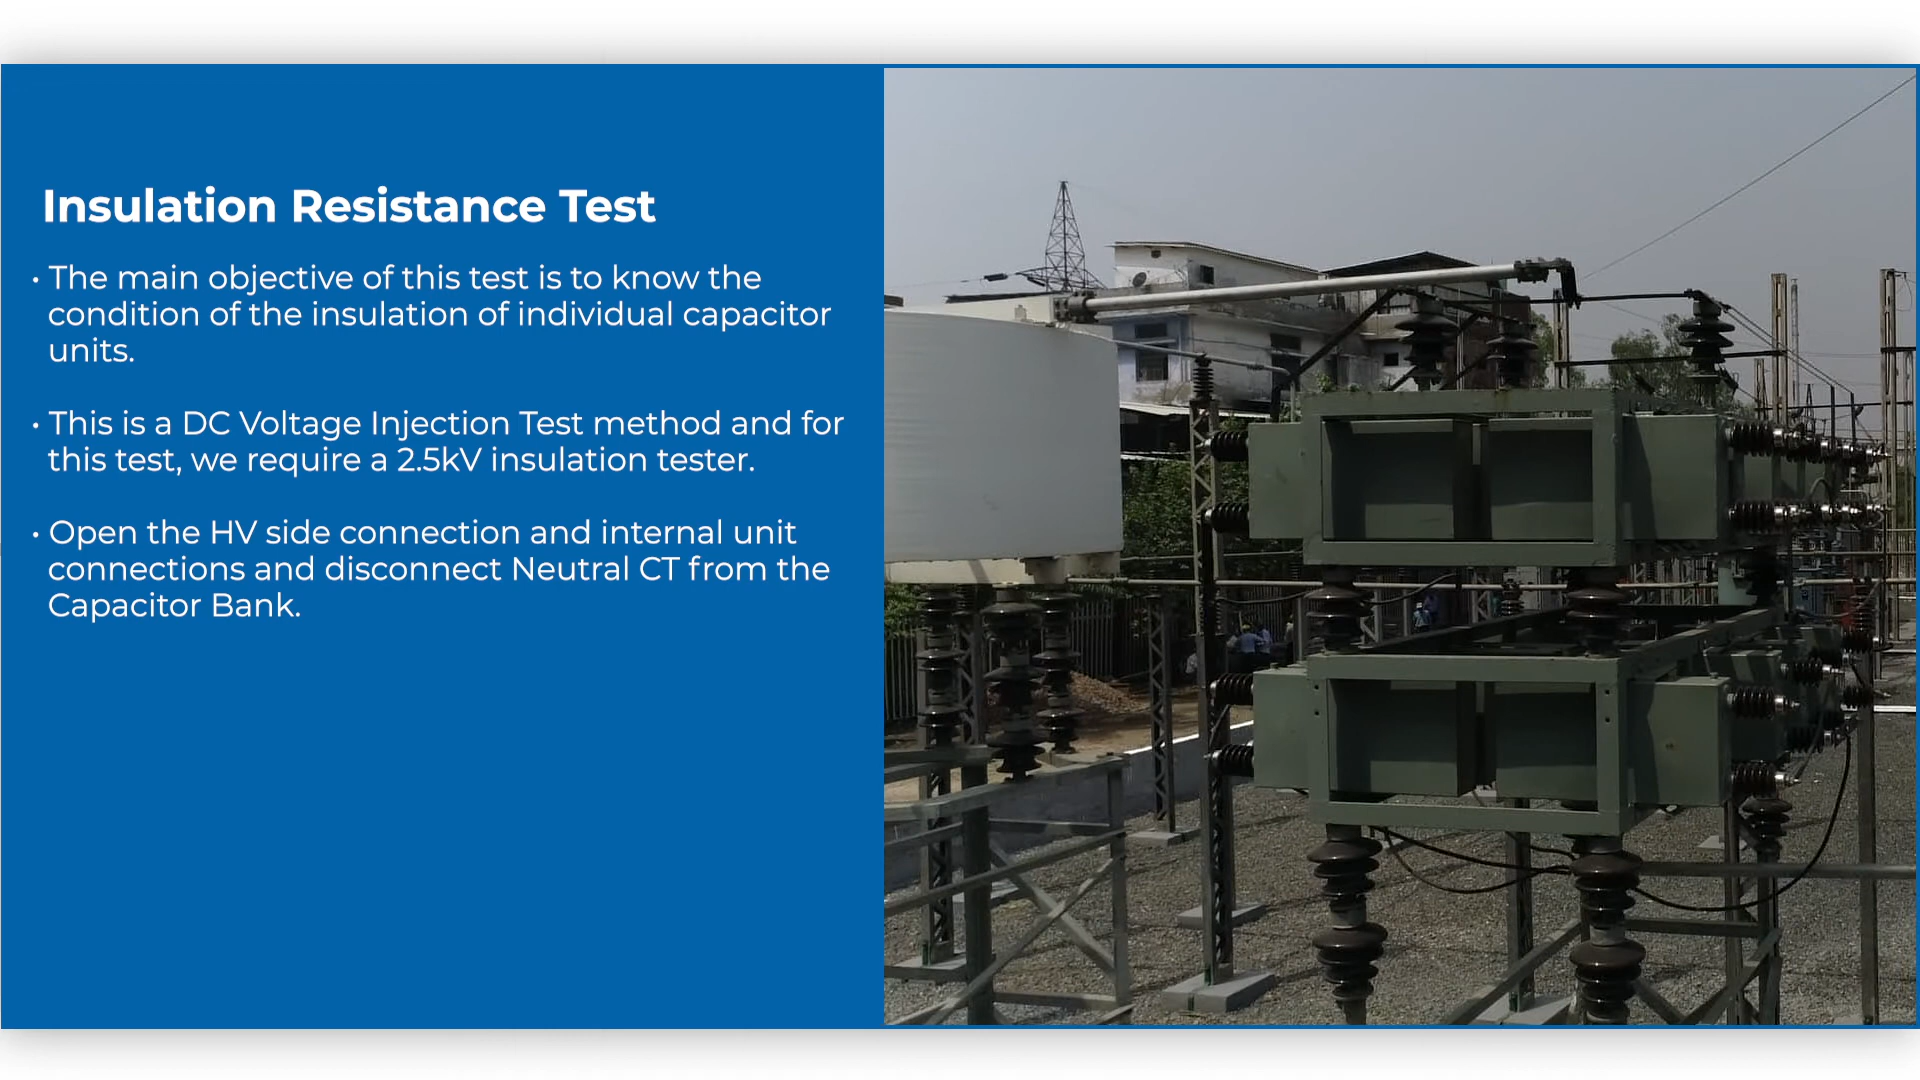 Insulation Resistance Test
• The main objective of this test is to know the
condition of the insulation of individual capacitor
units.
• This is a DC Voltage Injection Test method and for
this test, we require a 2.5kV insulation tester.
• Open the HV side connection and internal unit
connections and disconnect Neutral CT from the
Capacitor Bank.